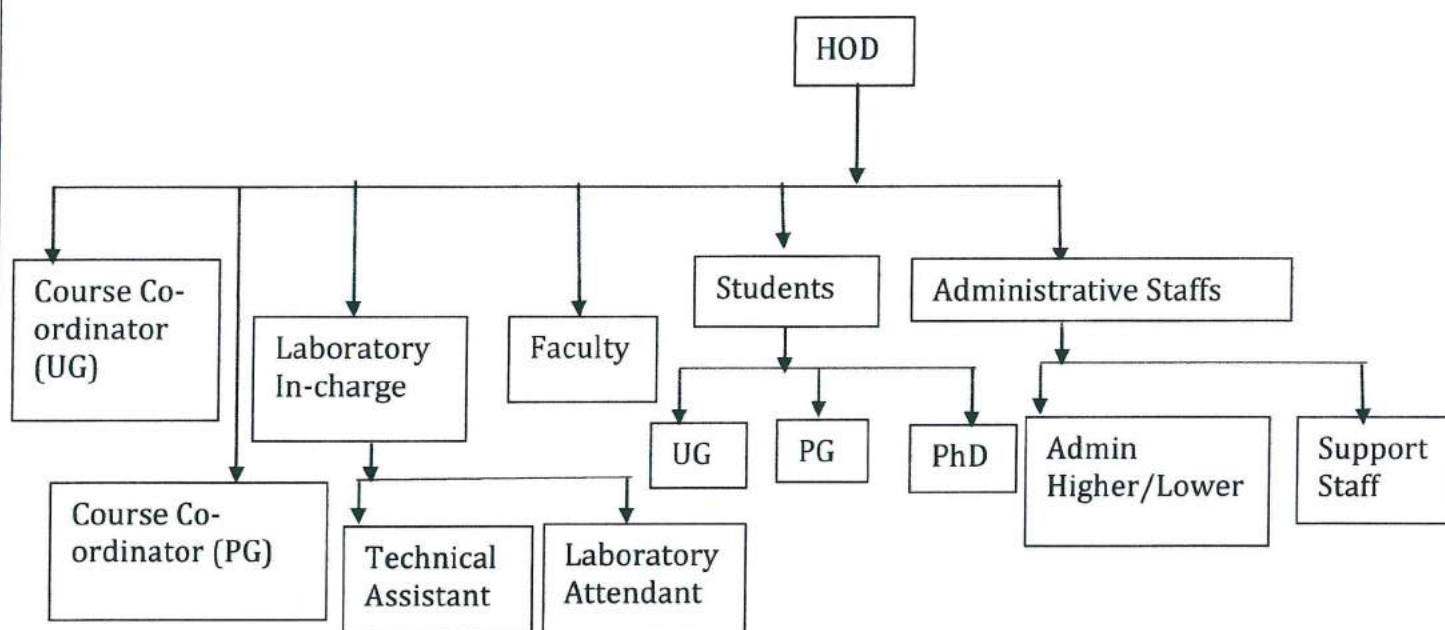 HOD
Course Co-
ordinator
(UG)
Laboratory
In-charge
Faculty
Students
Administrative Staffs
UG
PG
PhD
Admin
Higher/Lower
Support
Staff
Course Co-
ordinator (PG)
Technical
Assistant
Laboratory
Attendant